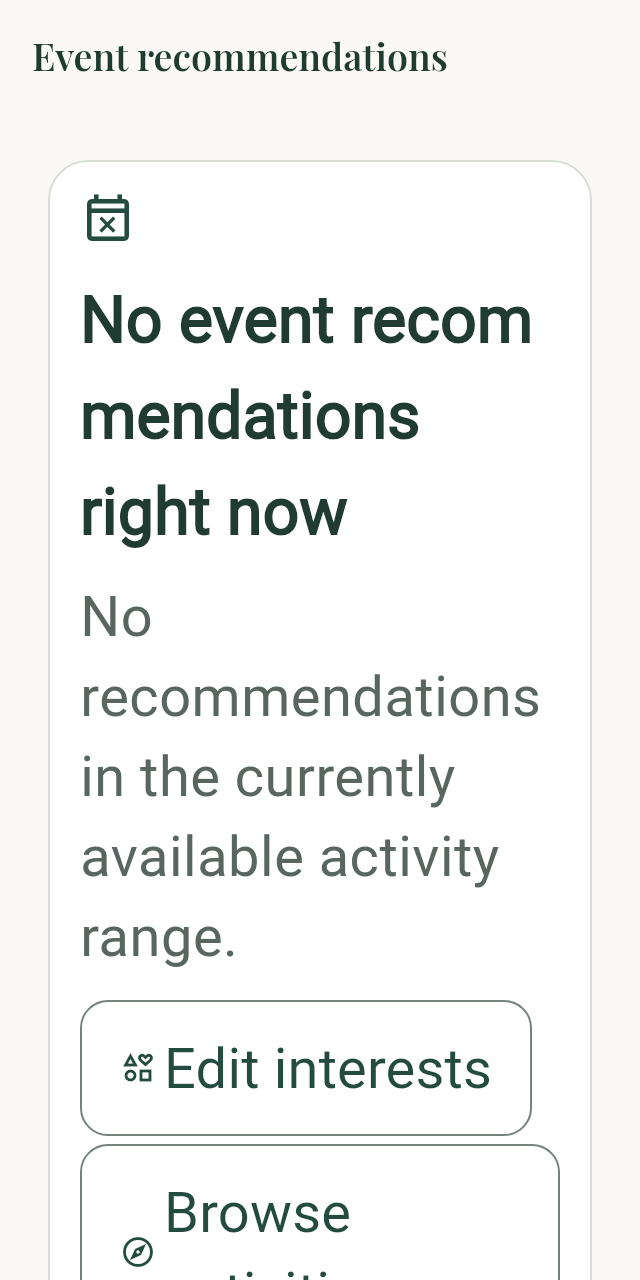 Event recommendations
No event recom
mendations
right now
No
recommendations
in the currently
available activity
range.
Edit interests
Browse